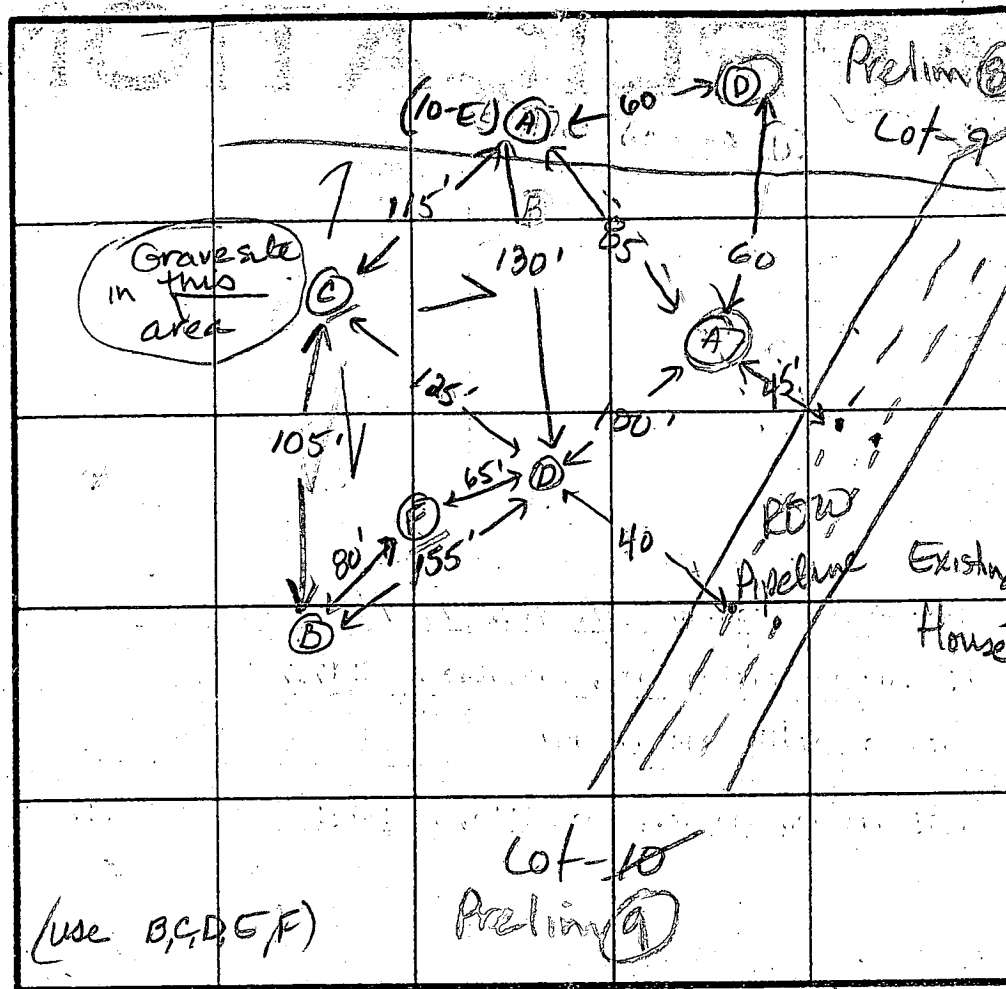 Prelim 8
Lot-9
(10-E) A
60
D
115'
B
130'
85'
60
Gravesite
in this
area
C
A
125'
45'
100'
105'
65'
D
F
80'
155'
40
ROW
Pipeline
Existing
House
B
Lot-10
Prelim 9
(use B,C,D,E,F)